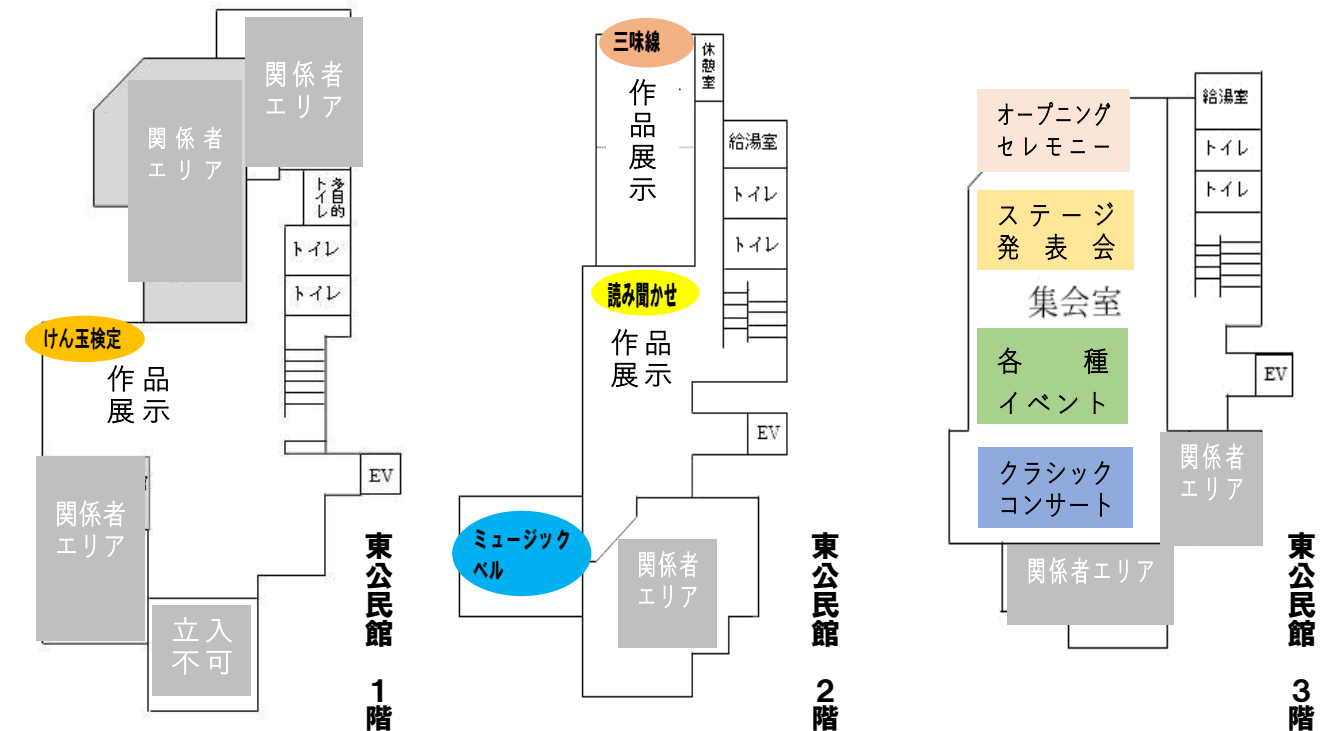 関係者
エリア
関係者
エリア
多目的
トイレ
トイレ
トイレ
けん玉検定
作品
展示
EV
関係者
エリア
立入
不可
東公民館 1階
三味線
休憩室
作品展示
給湯室
トイレ
トイレ
読み聞かせ
作品
展示
EV
ミュージック
ベル
関係者
エリア
東公民館 2階
オープニング
セレモニー
給湯室
トイレ
トイレ
ステージ
発表会
集会室
各種
イベント
EV
クラシック
コンサート
関係者
エリア
関係者エリア
東公民館 3階